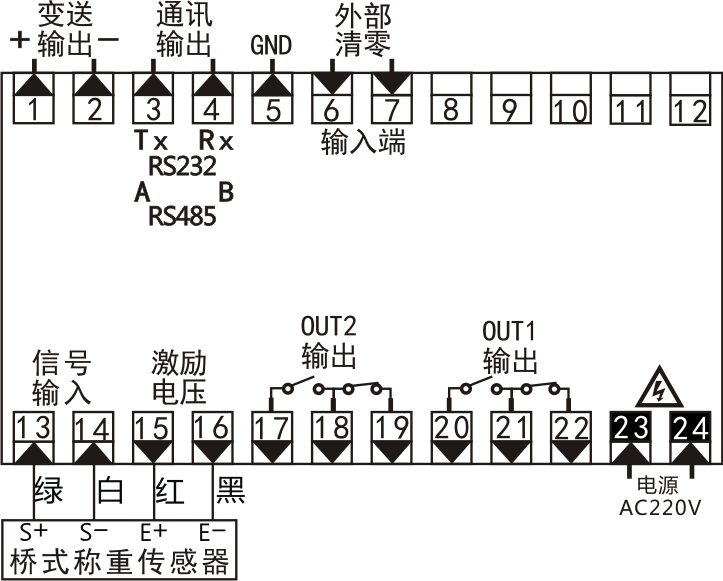 变送
+输出−
通讯
输出
GND
外部
清零
1 2 3 4 5 6 7 8 9 10 11 12
Tx Rx
RS232
A B
RS485
输入端
信号
输入
激励
电压
OUT2
输出
OUT1
输出
13 14 15 16 17 18 19 20 21 22 23 24
绿 白 红 黑
电源
AC220V
S+ S− E+ E−
桥式称重传感器